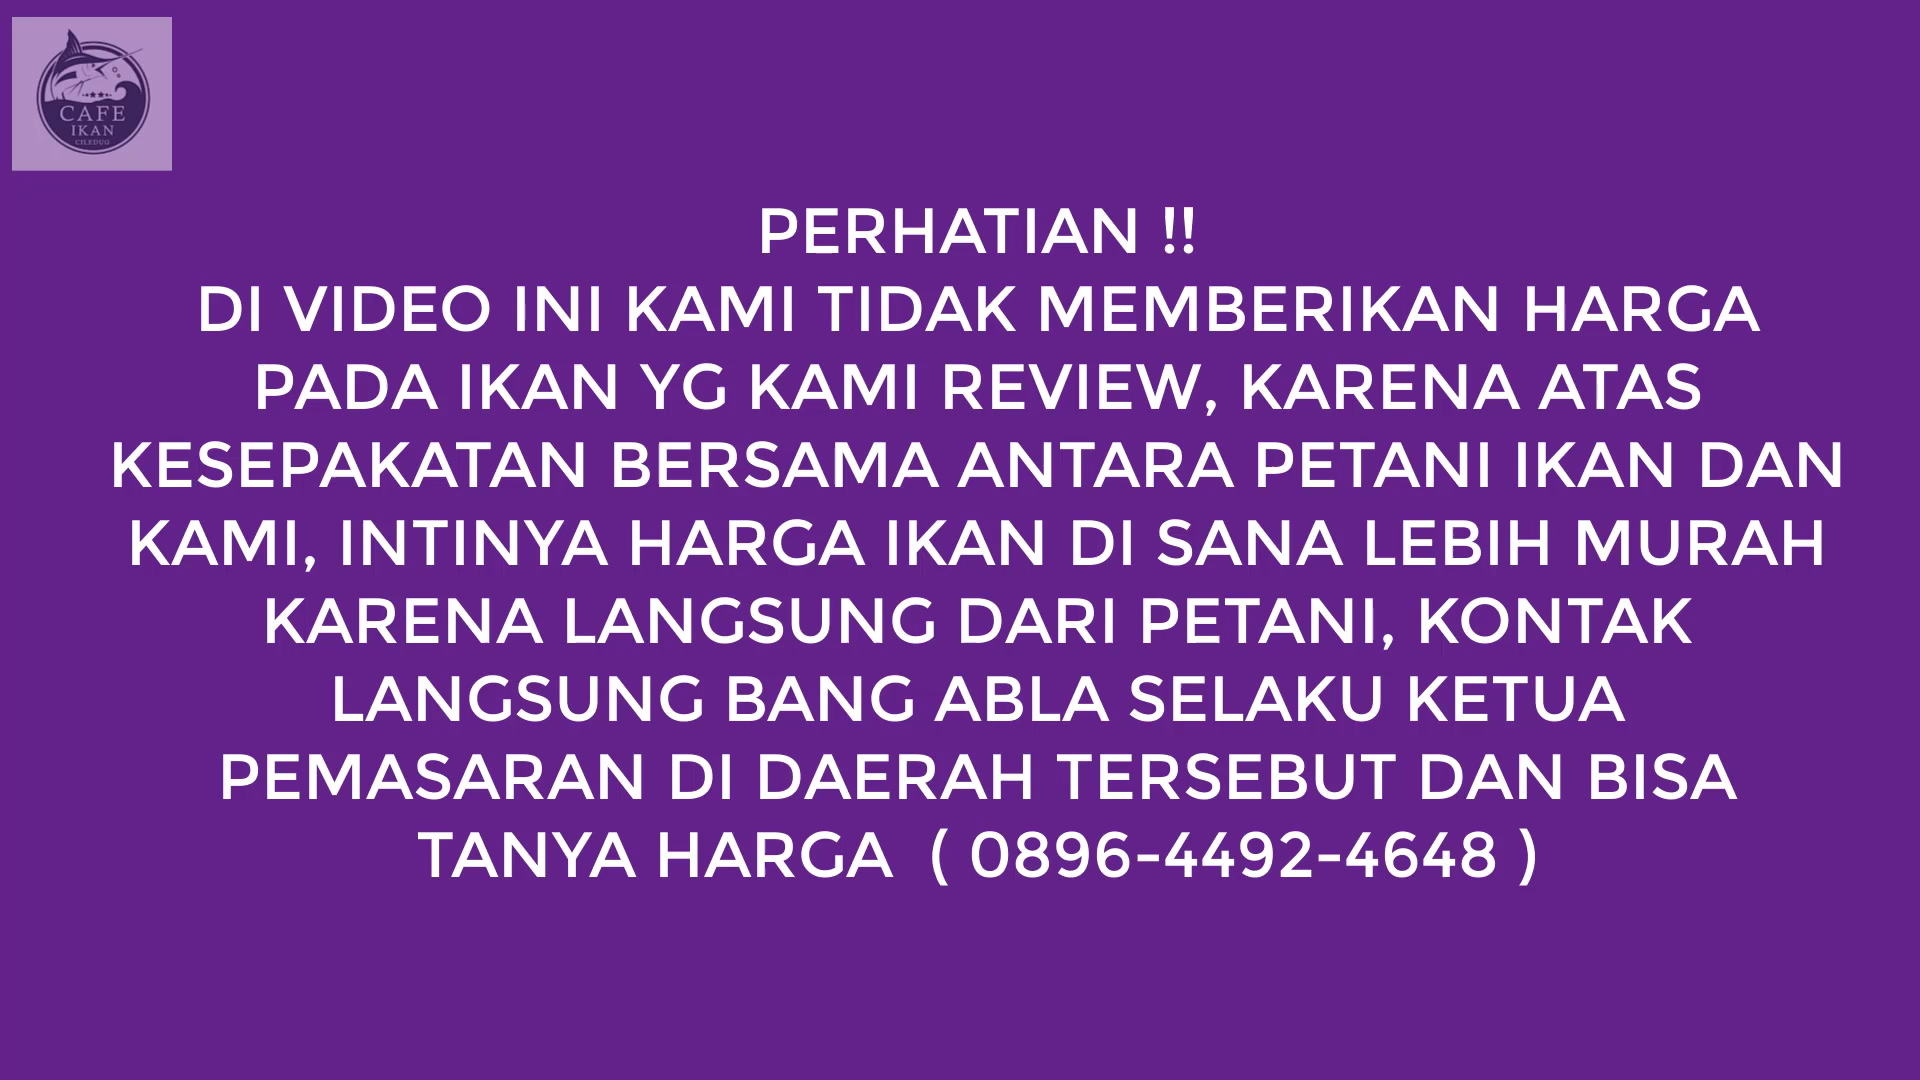 CAFE
IKAN
CILEDUG
PERHATIAN !!
DI VIDEO INI KAMI TIDAK MEMBERIKAN HARGA
PADA IKAN YG KAMI REVIEW, KARENA ATAS
KESEPAKATAN BERSAMA ANTARA PETANI IKAN DAN
KAMI, INTINYA HARGA IKAN DI SANA LEBIH MURAH
KARENA LANGSUNG DARI PETANI, KONTAK
LANGSUNG BANG ABLA SELAKU KETUA
PEMASARAN DI DAERAH TERSEBUT DAN BISA
TANYA HARGA ( 0896-4492-4648 )